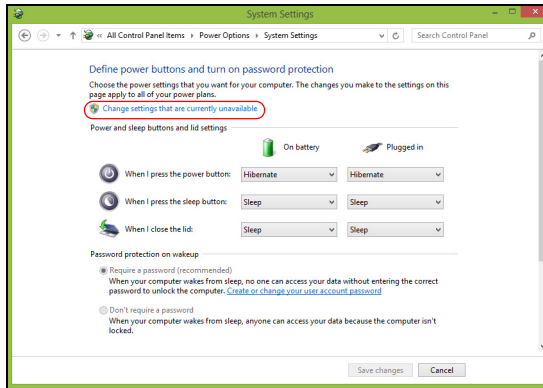 System Settings
« All Control Panel Items › Power Options › System Settings
Search Control Panel
Define power buttons and turn on password protection
Choose the power settings that you want for your computer. The changes you make to the settings on this
page apply to all of your power plans.
Change settings that are currently unavailable
Power and sleep buttons and lid settings
On battery Plugged in
When I press the power button: Hibernate Hibernate
When I press the sleep button: Sleep Sleep
When I close the lid: Sleep Sleep
Password protection on wakeup
Require a password (recommended)
When your computer wakes from sleep, no one can access your data without entering the correct
password to unlock the computer. Create or change your user account password
Don't require a password
When your computer wakes from sleep, anyone can access your data because the computer isn't
locked.
Save changes Cancel